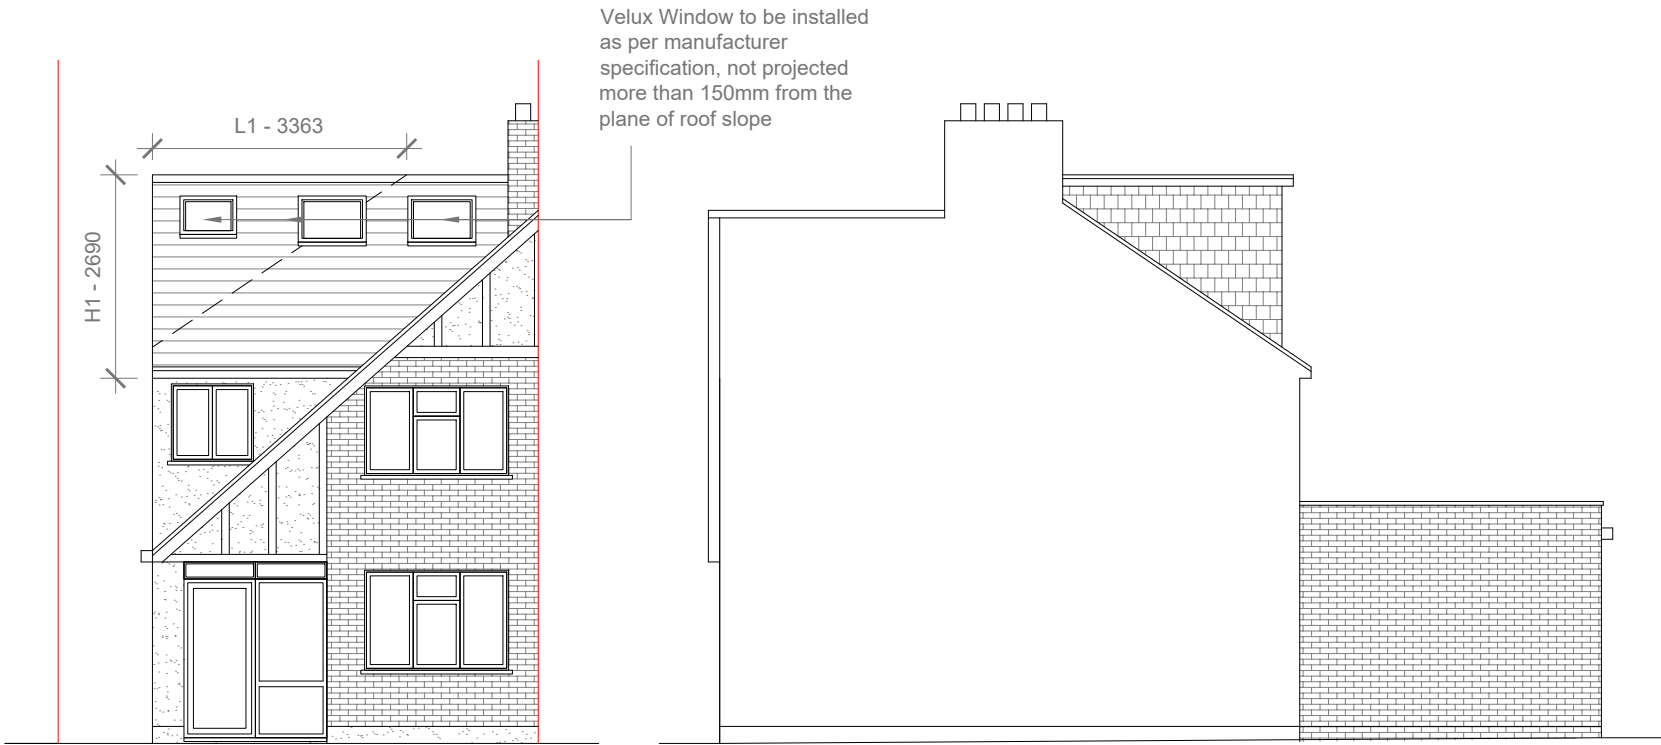 Velux Window to be installed
as per manufacturer
specification, not projected
more than 150mm from the
plane of roof slope
L1 - 3363
H1 - 2690